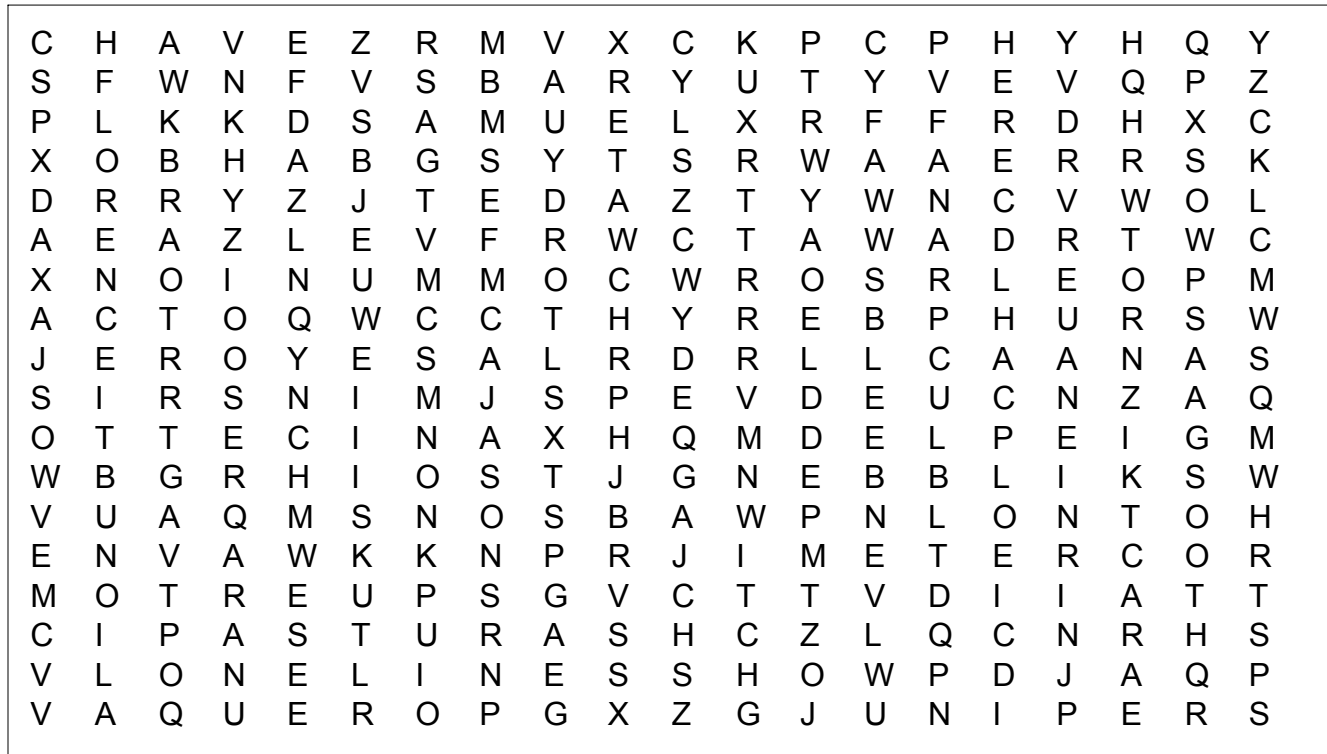 C H A V E Z R M V X C K P C P H Y H Q Y
S F W N F V S B A R Y U T Y V E V Q P Z
P L K K D S A M U E L X R F F R D H X C
X O B H A B G S Y T S R W A A E R R S K
D R R Y Z J T E D A Z T Y W N C V W O L
A E A Z L E V F R W C T A W A D R T W C
X N O I N U M M O C W R O S R L E O P M
A C T O Q W C C T H Y R E B P H U R S W
J E R O Y E S A L R D R L L C A A N A S
S I R S N I M J S P E V D E U C N Z A Q
O T T E C I N A X H Q M D E L P E I G M
W B G R H I O S T J G N E B B L I K S W
V U A Q M S N O S B A W P N L O N T O H
E N V A W K K N P R J I M E T E R C O R
M O T R E U P S G V C T T V D I I A T T
C I P A S T U R A S H C Z L Q C N R H S
V L O N E L I N E S S H O W P D J A Q P
V A Q U E R O P G X Z G J U N I P E R S